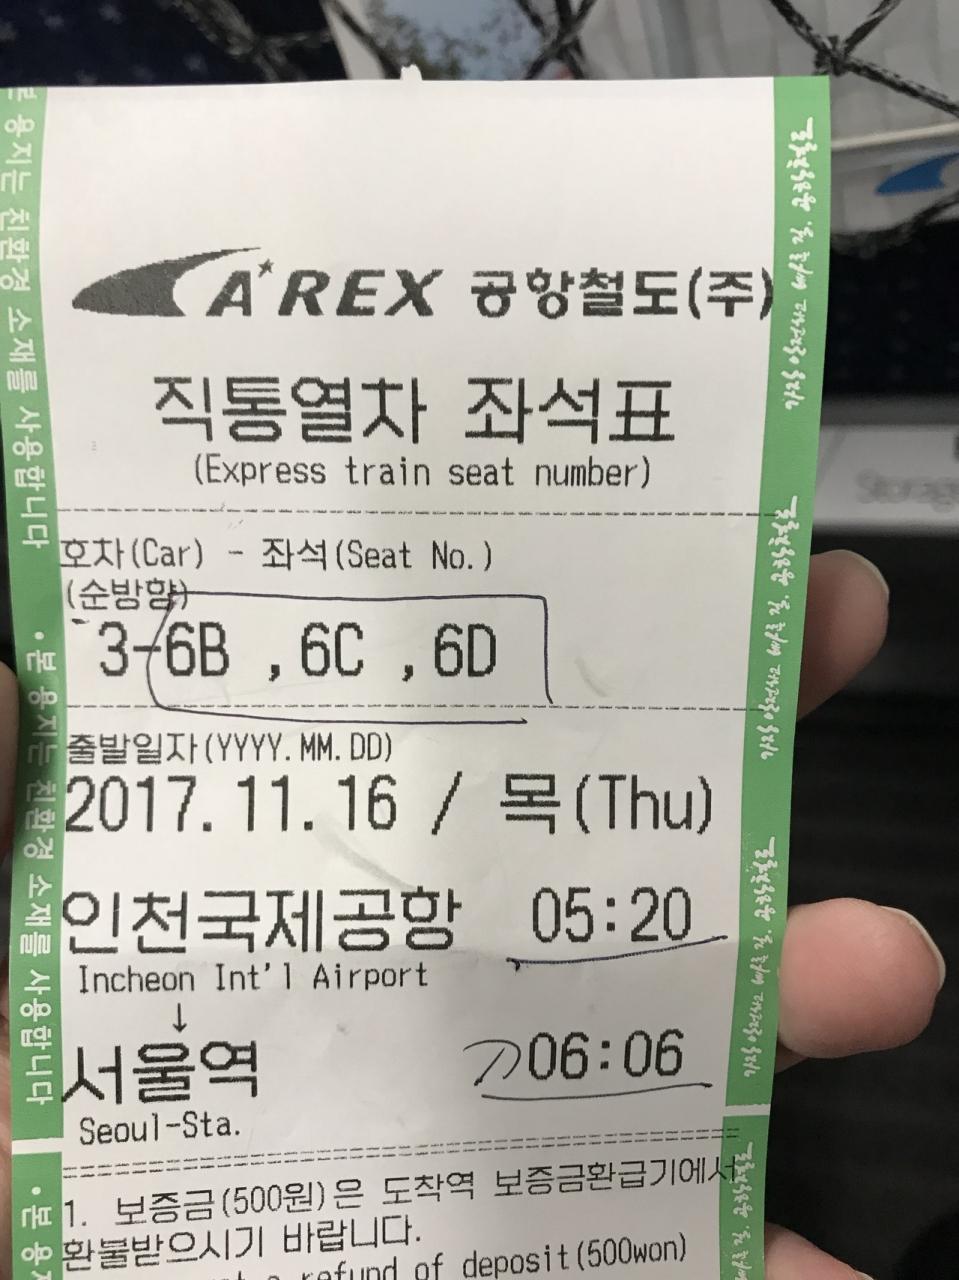 A*REX 공항철도(주)
직통열차 좌석표
(Express train seat number)
호차(Car) - 좌석(Seat No.)
(순방향)
3-6B , 6C , 6D
출발일자(YYYY.MM.DD)
2017.11.16 / 목(Thu)
인천국제공항 05:20
Incheon Int'l Airport
↓
서울역 06:06
Seoul-Sta.
1. 보증금(500원)은 도착역 보증금환급기에서
환불받으시기 바랍니다.
a refund of deposit(500won)
본 용지는 친환경 소재를 사용합니다
• 본 용지는 친환경 소재를 사용합니다
• 본 용지
Storage